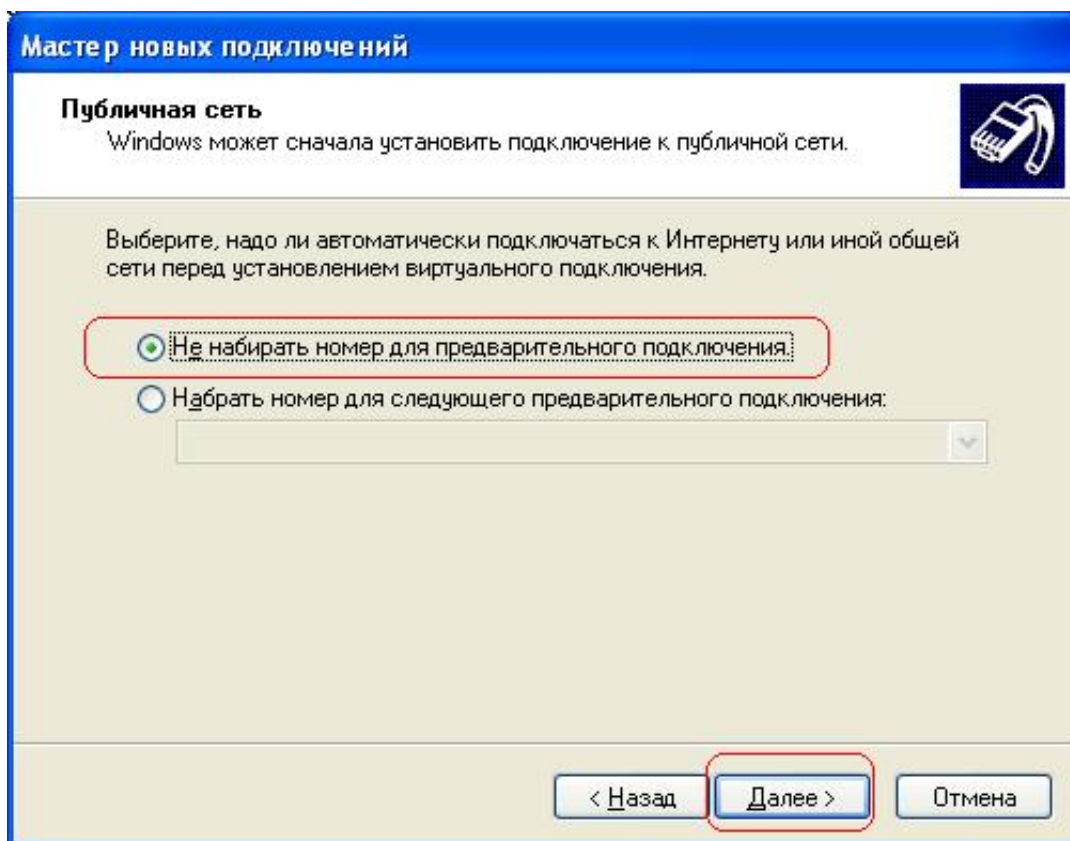 Мастер новых подключений
Публичная сеть
Windows может сначала установить подключение к публичной сети.
Выберите, надо ли автоматически подключаться к Интернету или иной общей
сети перед установлением виртуального подключения.
Не набирать номер для предварительного подключения.
Набрать номер для следующего предварительного подключения:
< Назад Далее > Отмена